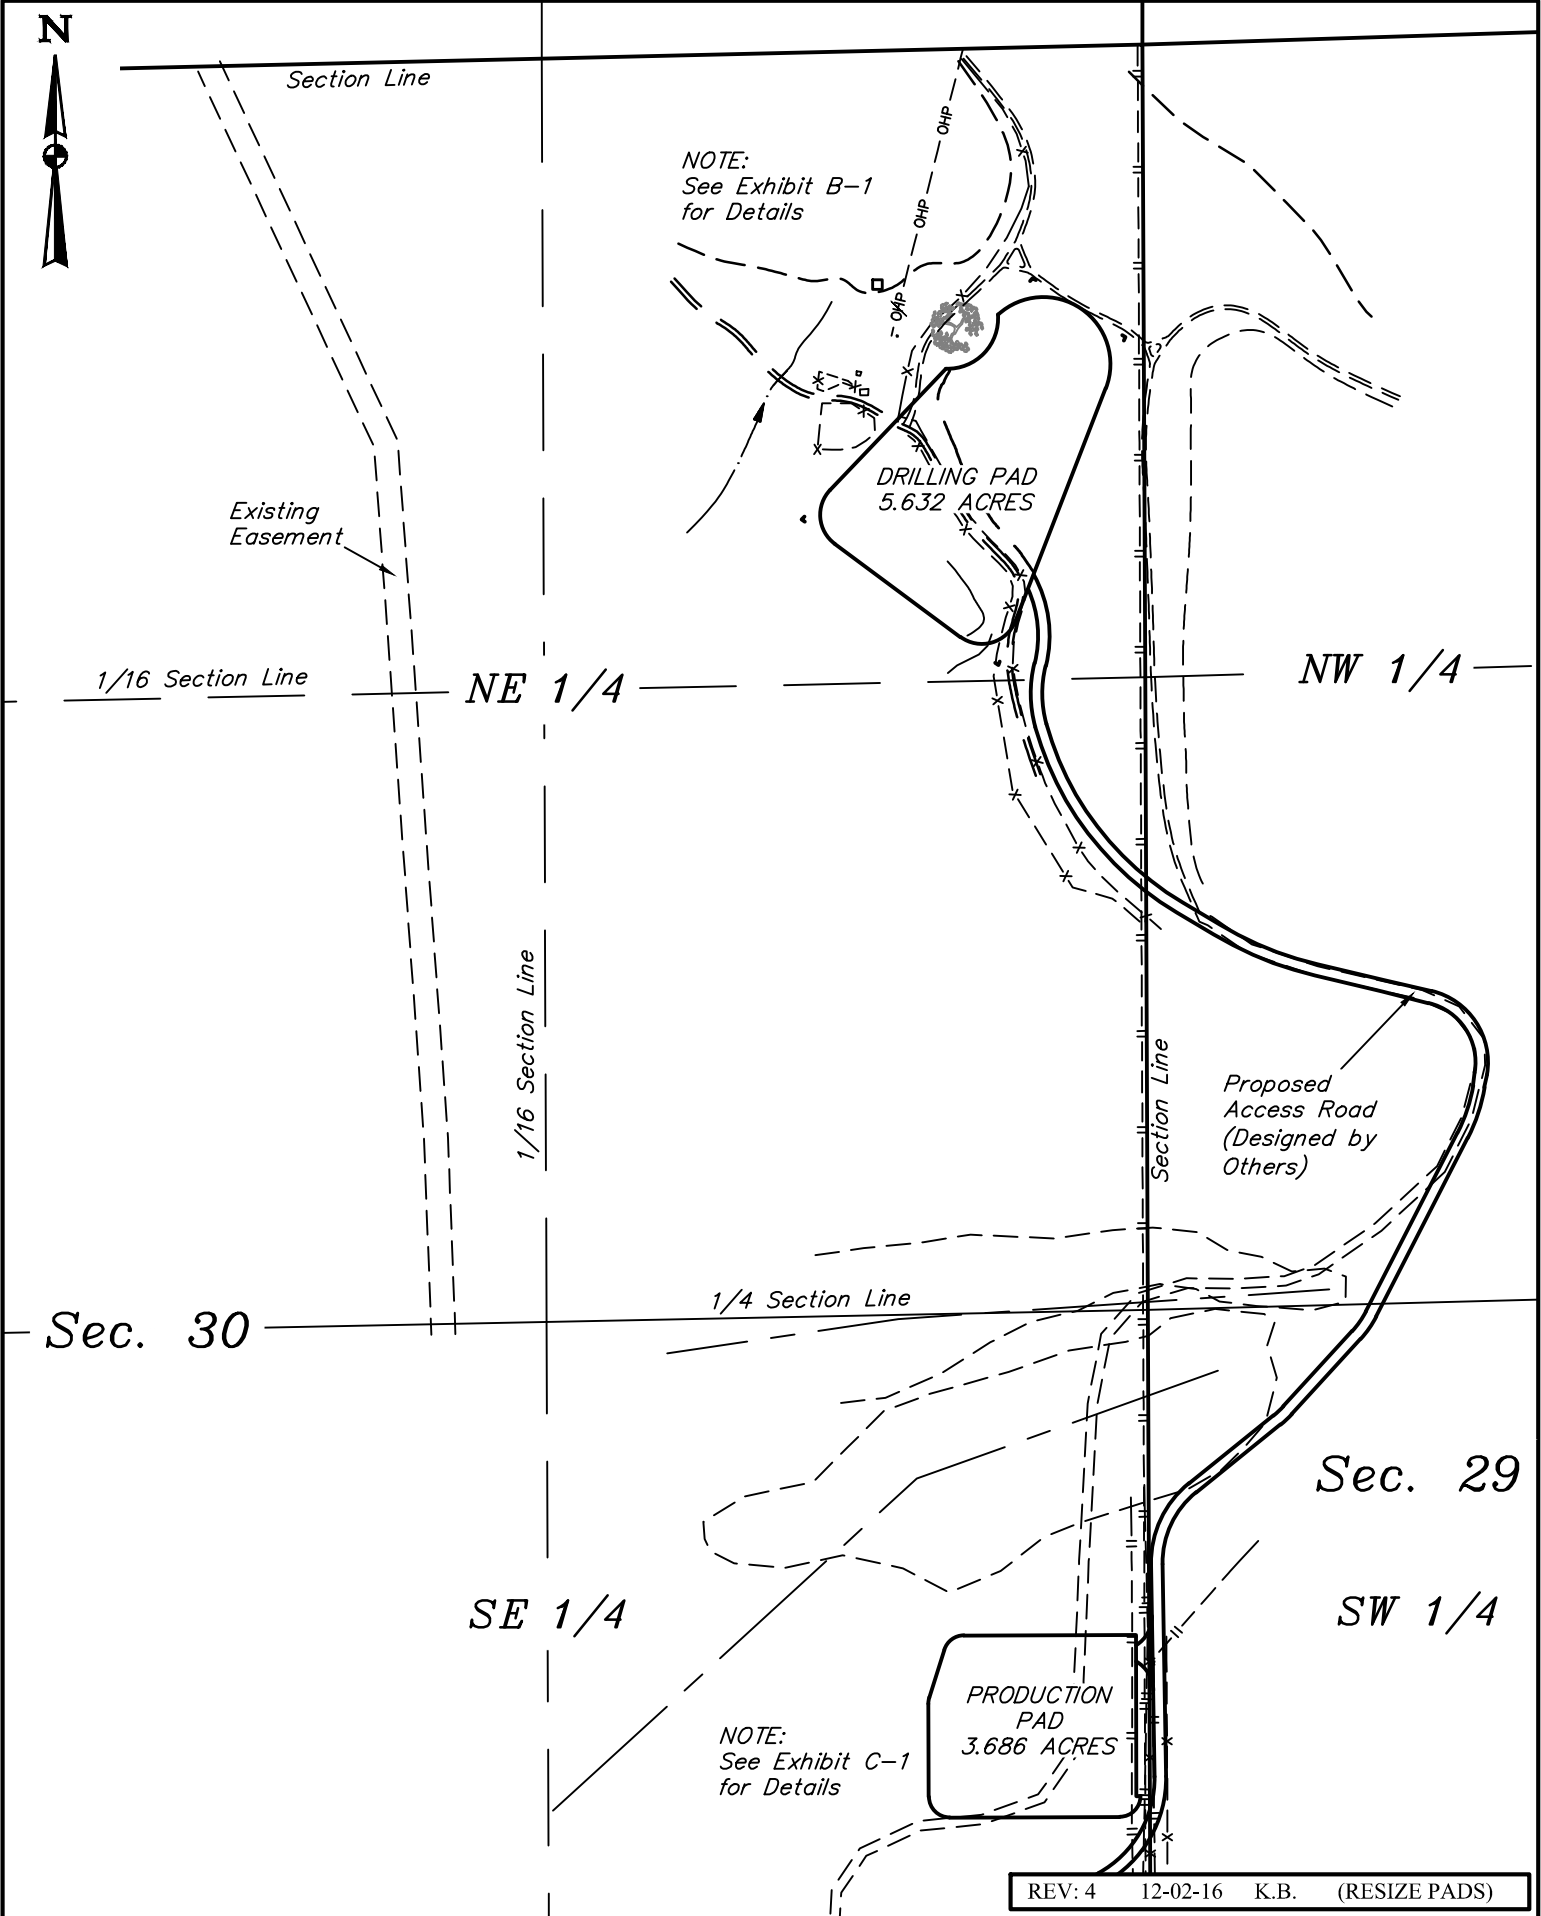 N
Section Line
OHP
NOTE:
See Exhibit B-1
for Details
OHP
OHP
DRILLING PAD
5.632 ACRES
Existing
Easement
1/16 Section Line
NE 1/4
NW 1/4
1/16 Section Line
Section Line
Proposed
Access Road
(Designed by
Others)
1/4 Section Line
Sec. 30
Sec. 29
SE 1/4
SW 1/4
PRODUCTION
PAD
3.686 ACRES
NOTE:
See Exhibit C-1
for Details
REV: 4 12-02-16 K.B. (RESIZE PADS)